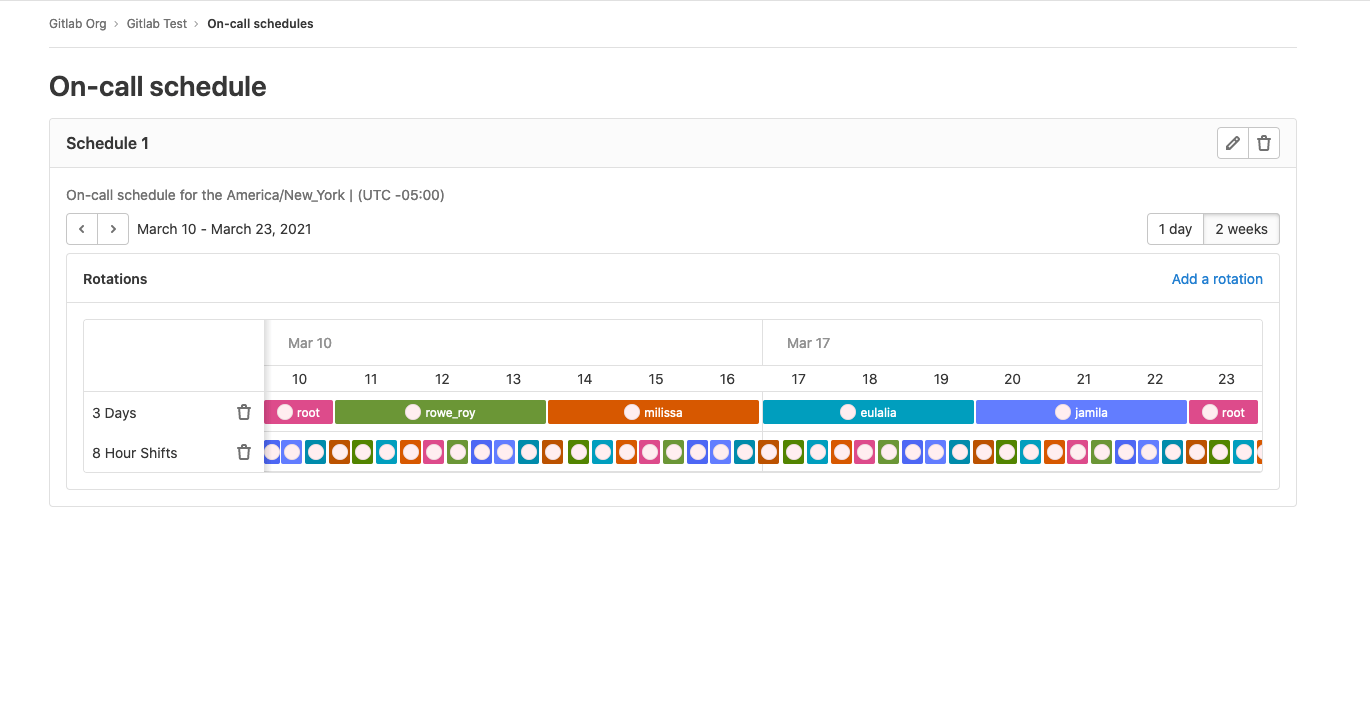 Gitlab Org › Gitlab Test › On-call schedules
On-call schedule
Schedule 1
On-call schedule for the America/New_York | (UTC -05:00)
March 10 - March 23, 2021
1 day 2 weeks
Rotations Add a rotation
Mar 10 Mar 17
10 11 12 13 14 15 16 17 18 19 20 21 22 23
3 Days root rowe_roy milissa eulalia jamila root
8 Hour Shifts